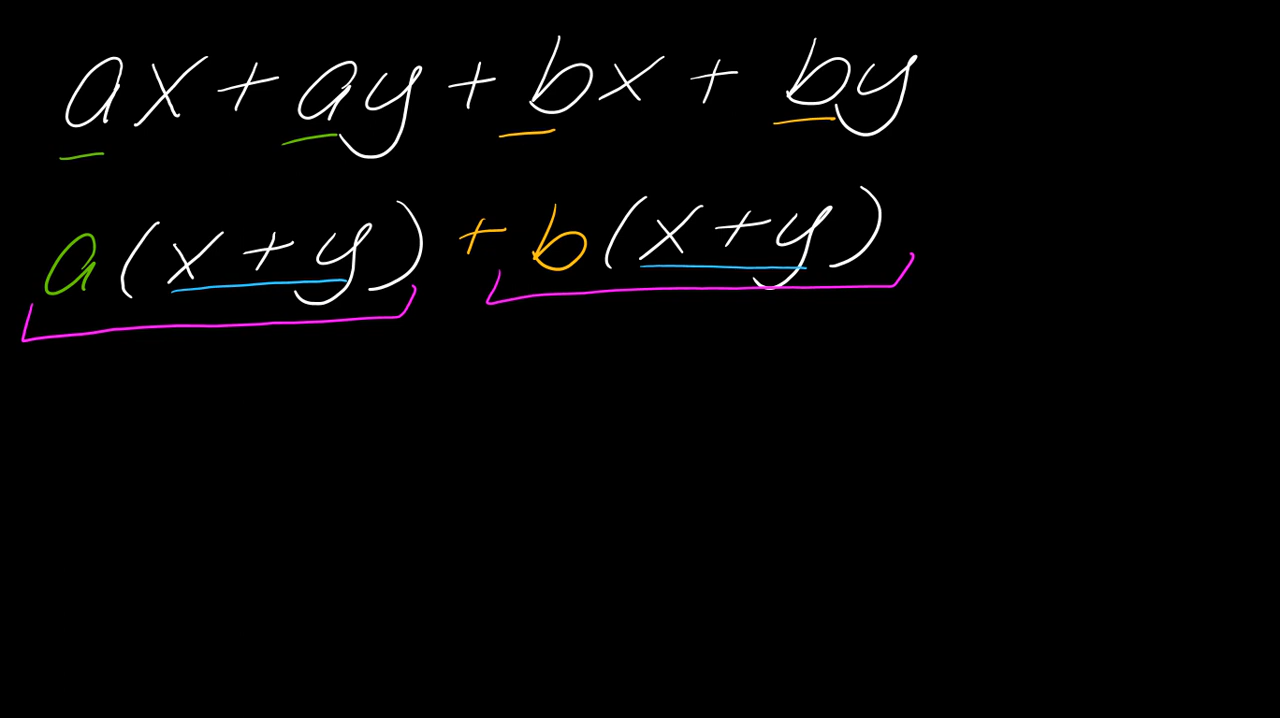 ax + ay + bx + by
a(x + y) + b(x + y)